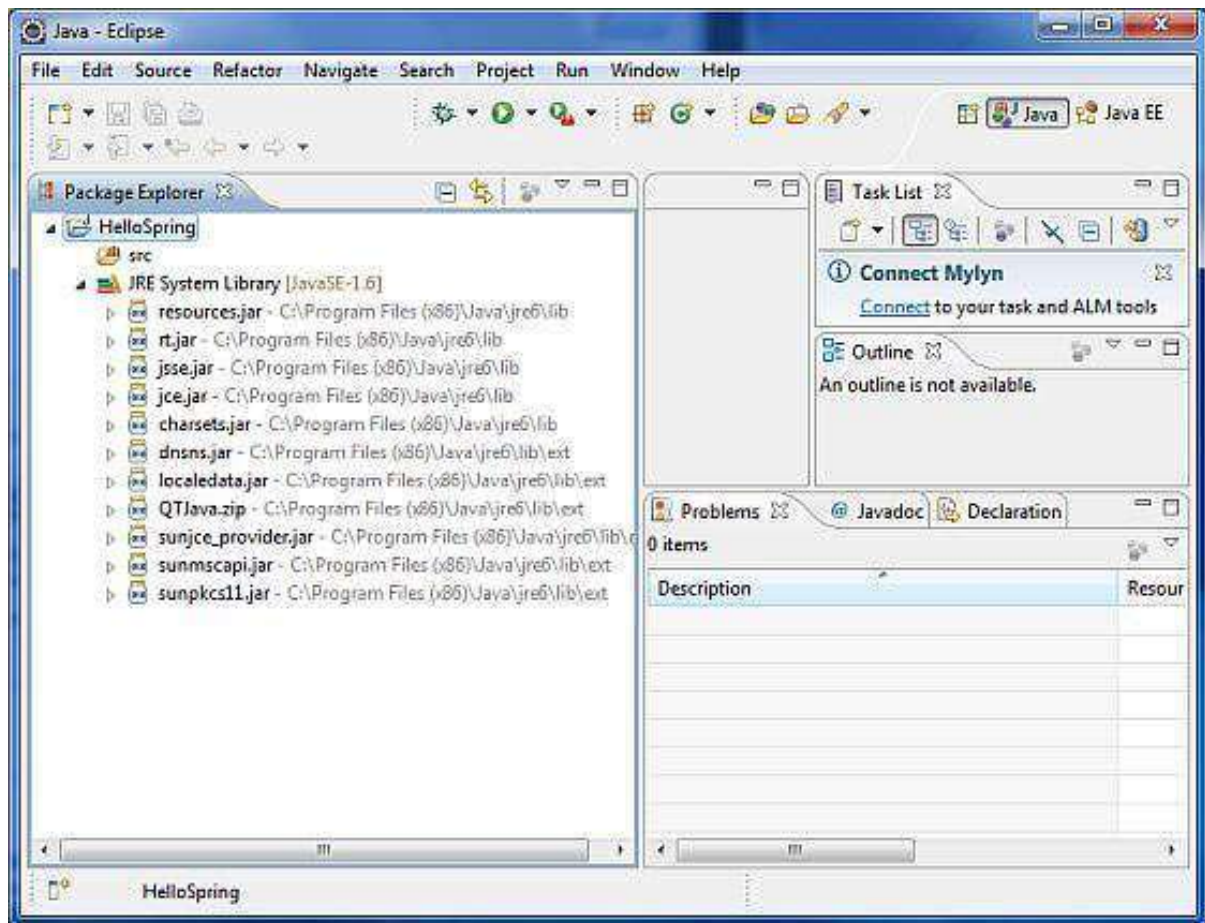 Java - Eclipse
File Edit Source Refactor Navigate Search Project Run Window Help
Java Java EE
Package Explorer
HelloSpring
src
JRE System Library [JavaSE-1.6]
resources.jar - C:\Program Files (x86)\Java\jre6\lib
rt.jar - C:\Program Files (x86)\Java\jre6\lib
jsse.jar - C:\Program Files (x86)\Java\jre6\lib
jce.jar - C:\Program Files (x86)\Java\jre6\lib
charsets.jar - C:\Program Files (x86)\Java\jre6\lib
dnsns.jar - C:\Program Files (x86)\Java\jre6\lib\ext
localedata.jar - C:\Program Files (x86)\Java\jre6\lib\ext
QTJava.zip - C:\Program Files (x86)\Java\jre6\lib\ext
sunjce_provider.jar - C:\Program Files (x86)\Java\jre6\lib\
sunmscapi.jar - C:\Program Files (x86)\Java\jre6\lib\ext
sunpkcs11.jar - C:\Program Files (x86)\Java\jre6\lib\ext
Task List
Connect Mylyn
Connect to your task and ALM tools
Outline
An outline is not available.
Problems @ Javadoc Declaration
0 items
Description Resour
HelloSpring